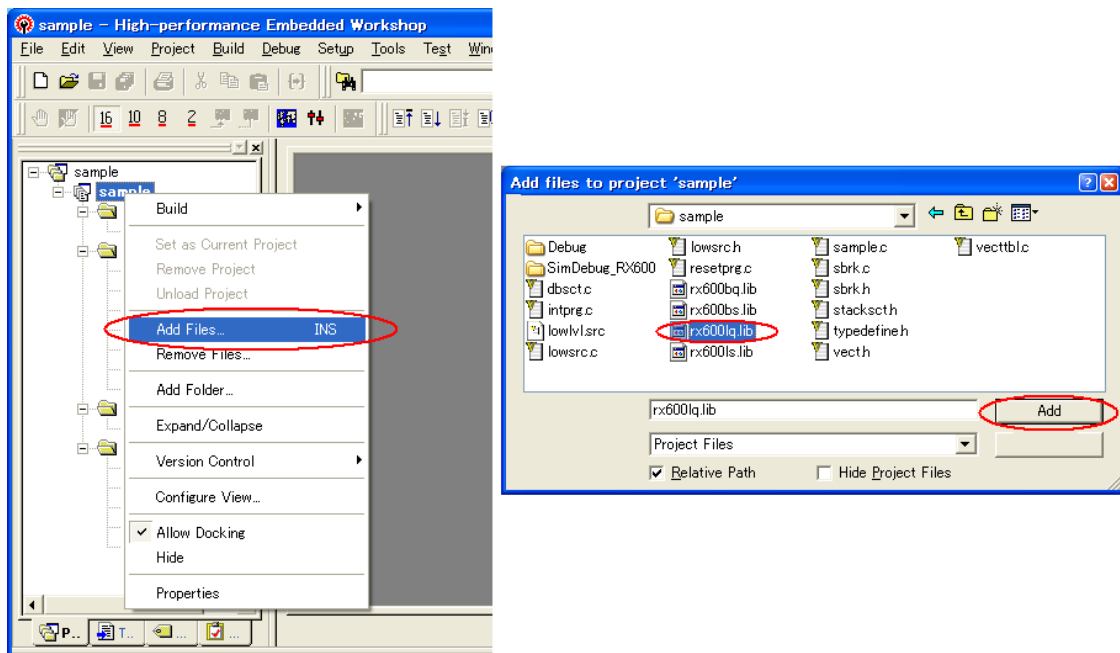 sample - High-performance Embedded Workshop
File Edit View Project Build Debug Setup Tools Test Win
16 10 8 2
sample
sample
Build
Set as Current Project
Remove Project
Unload Project
Add Files... INS
Remove Files...
Add Folder...
Expand/Collapse
Version Control
Configure View...
Allow Docking
Hide
Properties
P.. T.. ... ...
Add files to project 'sample'
sample
Debug lowsrc.h sample.c vecttbl.c
SimDebug_RX600 resetprg.c sbrk.c
dbsct.c rx600bq.lib sbrk.h
intprg.c rx600bs.lib stacksct.h
lowlvl.src rx600lq.lib typedefine.h
lowsrc.c rx600ls.lib vect.h
rx600lq.lib Add
Project Files
Relative Path Hide Project Files